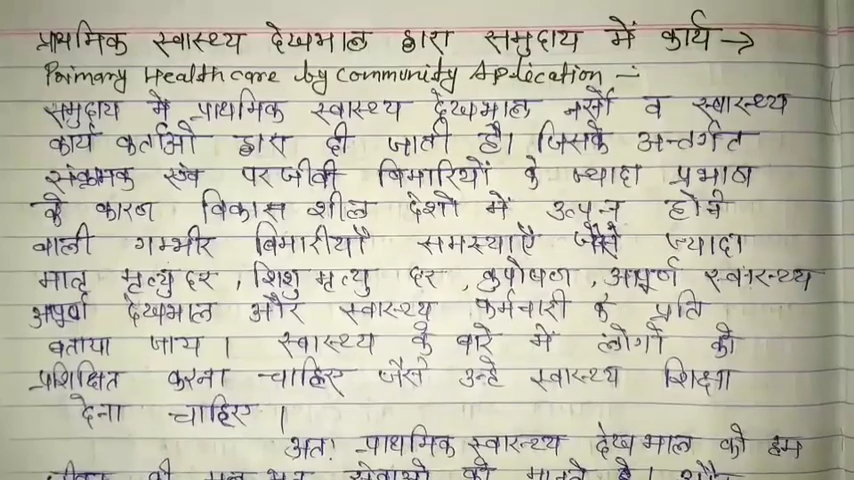 प्राथमिक स्वास्थ्य देखभाल द्वारा समुदाय में कार्य →
Primary Healthcare by community Application :-
समुदाय में प्राथमिक स्वास्थ्य देखभाल नर्सो व स्वास्थ्य
कार्य कर्ताओ द्वारा दी जाती है। जिसके अन्तर्गत
संक्रमक एंव परजीवी बिमारियों के ज्यादा प्रभाव
के कारण विकास शील देशो में उत्पन्न होने
वाली गम्भीर बिमारीयाँ समस्याएँ जैसे ज्यादा
मातृ मृत्यु दर, शिशु मृत्यु दर, कुपोषण, अपूर्ण स्वास्थ्य
अपूर्ण देखभाल और स्वास्थ्य कर्मचारी के प्रति
बताया जाय। स्वास्थ्य के बारे में लोगों को
प्रशिक्षित करना चाहिए जैसे उन्हे स्वास्थ्य शिक्षा
देना चाहिए।
अतः प्राथमिक स्वास्थ्य देखभाल को हम